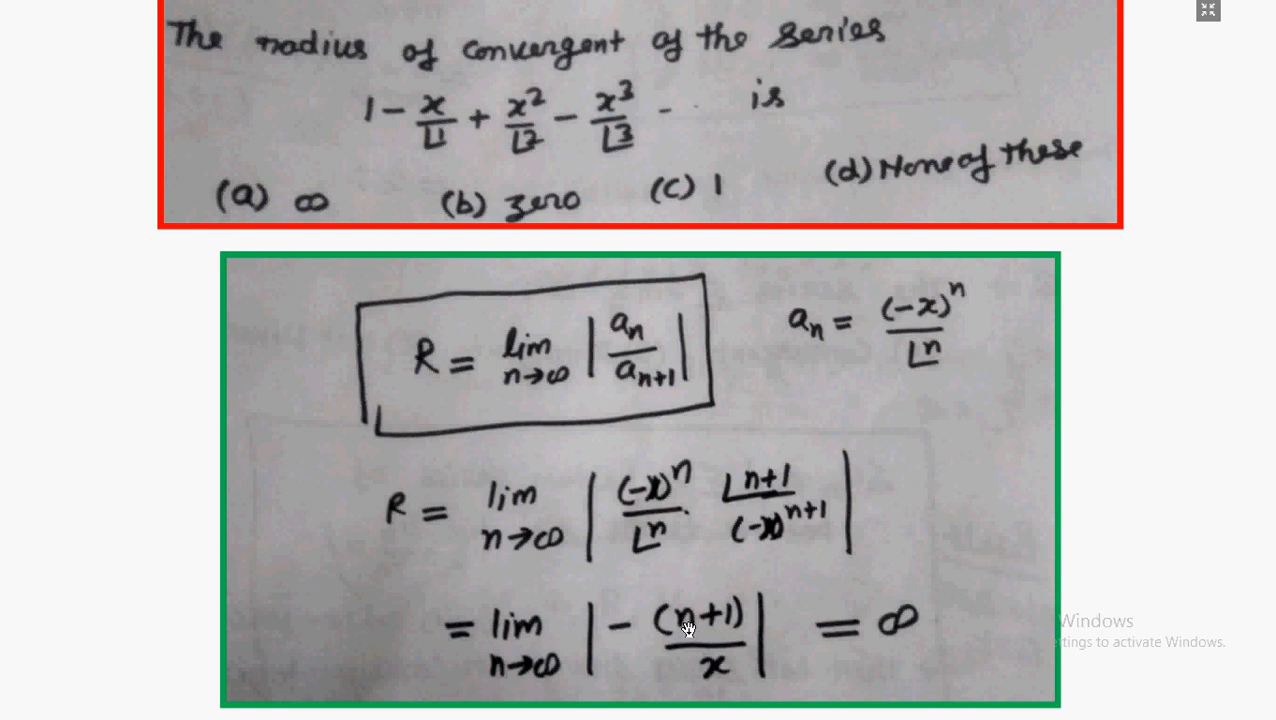 The radius of convergent of the series
1 - x/⌊1 + x²/⌊2 - x³/⌊3 - ... is
(a) ∞ (b) zero (c) 1 (d) None of these
R = lim n→∞ | aₙ / aₙ₊₁ | aₙ = (-x)ⁿ / ⌊n
R = lim n→∞ | (-x)ⁿ / ⌊n . ⌊n+1 / (-x)ⁿ⁺¹ |
= lim n→∞ | - (n+1) / x | = ∞
Windows
ettings to activate Windows.